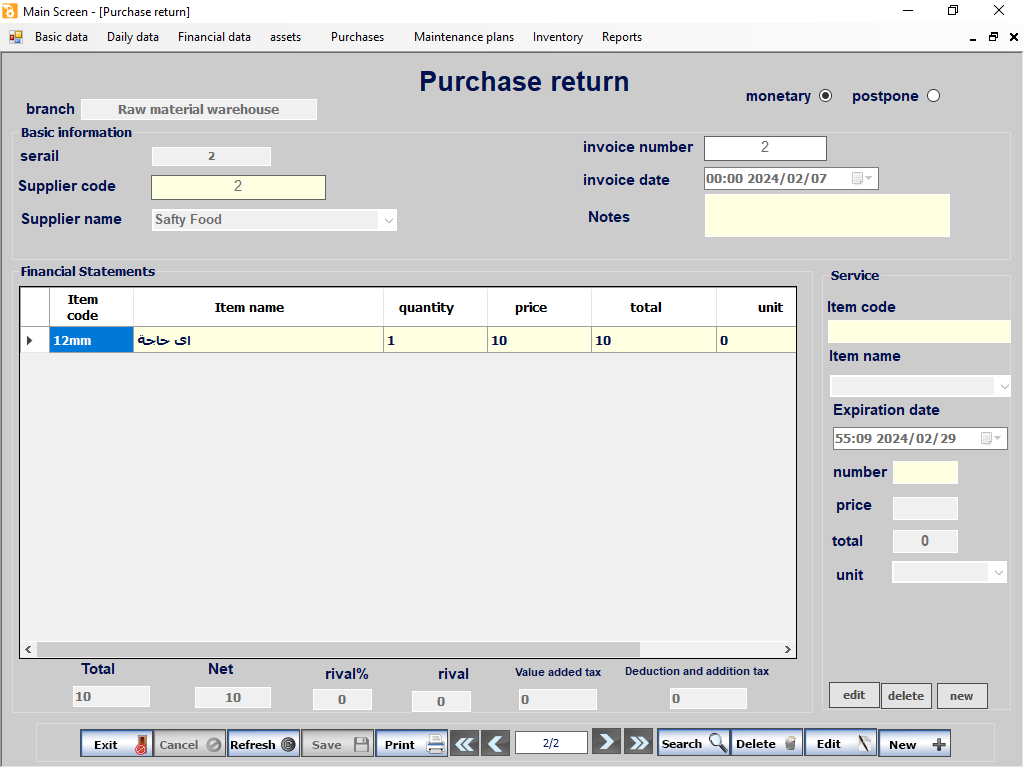 Main Screen - [Purchase return]
Basic data Daily data Financial data assets Purchases Maintenance plans Inventory Reports
Purchase return
monetary postpone
branch Raw material warehouse
Basic information
serail 2
invoice number 2
Supplier code 2
invoice date 00:00 2024/02/07
Supplier name Safty Food
Notes
Financial Statements
Item code Item name quantity price total unit
12mm اى حاجة 1 10 10 0
Service
Item code
Item name
Expiration date
55:09 2024/02/29
number
price
total 0
unit
edit delete new
Total Net rival% rival Value added tax Deduction and addition tax
10 10 0 0 0 0
Exit Cancel Refresh Save Print 2/2 Search Delete Edit New